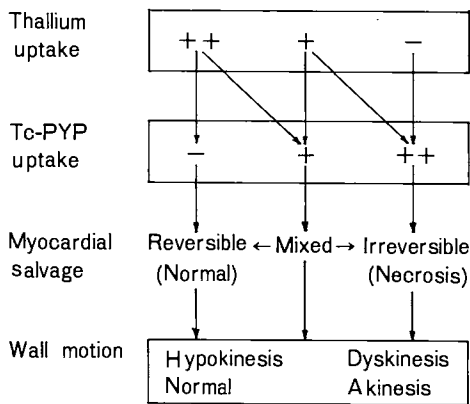 Thallium uptake
++ + −
Tc-PYP uptake
− + ++
Myocardial salvage
Reversible ← Mixed → Irreversible
(Normal) (Necrosis)
Wall motion
Hypokinesis Dyskinesis
Normal Akinesis